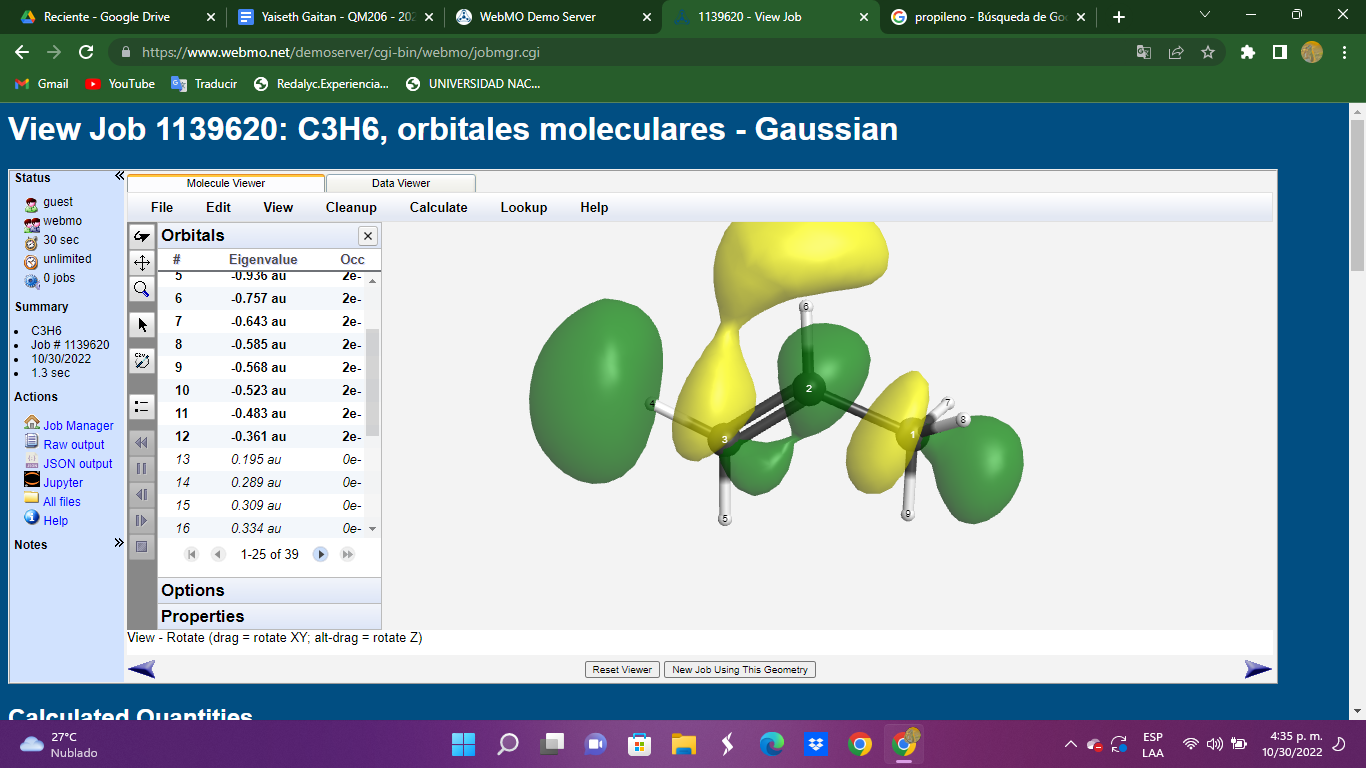 Reciente - Google Drive
Yaiseth Gaitan - QM206 - 202
WebMO Demo Server
1139620 - View Job
propileno - Búsqueda de Go
https://www.webmo.net/demoserver/cgi-bin/webmo/jobmgr.cgi
Gmail YouTube Traducir Redalyc.Experiencia... UNIVERSIDAD NAC...
View Job 1139620: C3H6, orbitales moleculares - Gaussian
Status
guest
webmo
30 sec
unlimited
0 jobs
Summary
C3H6
Job # 1139620
10/30/2022
1.3 sec
Actions
Job Manager
Raw output
JSON output
Jupyter
All files
Help
Notes
Molecule Viewer Data Viewer
File Edit View Cleanup Calculate Lookup Help
Orbitals
# Eigenvalue Occ
5 -0.936 au 2e-
6 -0.757 au 2e-
7 -0.643 au 2e-
8 -0.585 au 2e-
9 -0.568 au 2e-
10 -0.523 au 2e-
11 -0.483 au 2e-
12 -0.361 au 2e-
13 0.195 au 0e-
14 0.289 au 0e-
15 0.309 au 0e-
16 0.334 au 0e-
1-25 of 39
Options
Properties
6
2
4
7
8
3
1
5
9
View - Rotate (drag = rotate XY; alt-drag = rotate Z)
Reset Viewer New Job Using This Geometry
Calculated Quantities
27°C
Nublado
ESP
LAA
4:35 p. m.
10/30/2022